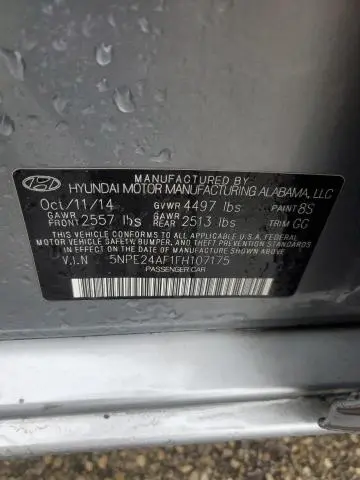 MANUFACTURED BY
HYUNDAI MOTOR MANUFACTURING ALABAMA, LLC
Oct/11/14 GVWR 4497 lbs PAINT 8S
GAWR FRONT 2557 lbs GAWR REAR 2513 lbs TRIM GG
THIS VEHICLE CONFORMS TO ALL APPLICABLE U.S.A. FEDERAL
MOTOR VEHICLE SAFETY, BUMPER, AND THEFT PREVENTION STANDARDS
IN EFFECT ON THE DATE OF MANUFACTURE SHOWN ABOVE.
V.I.N 5NPE24AF1FH107175
PASSENGER CAR